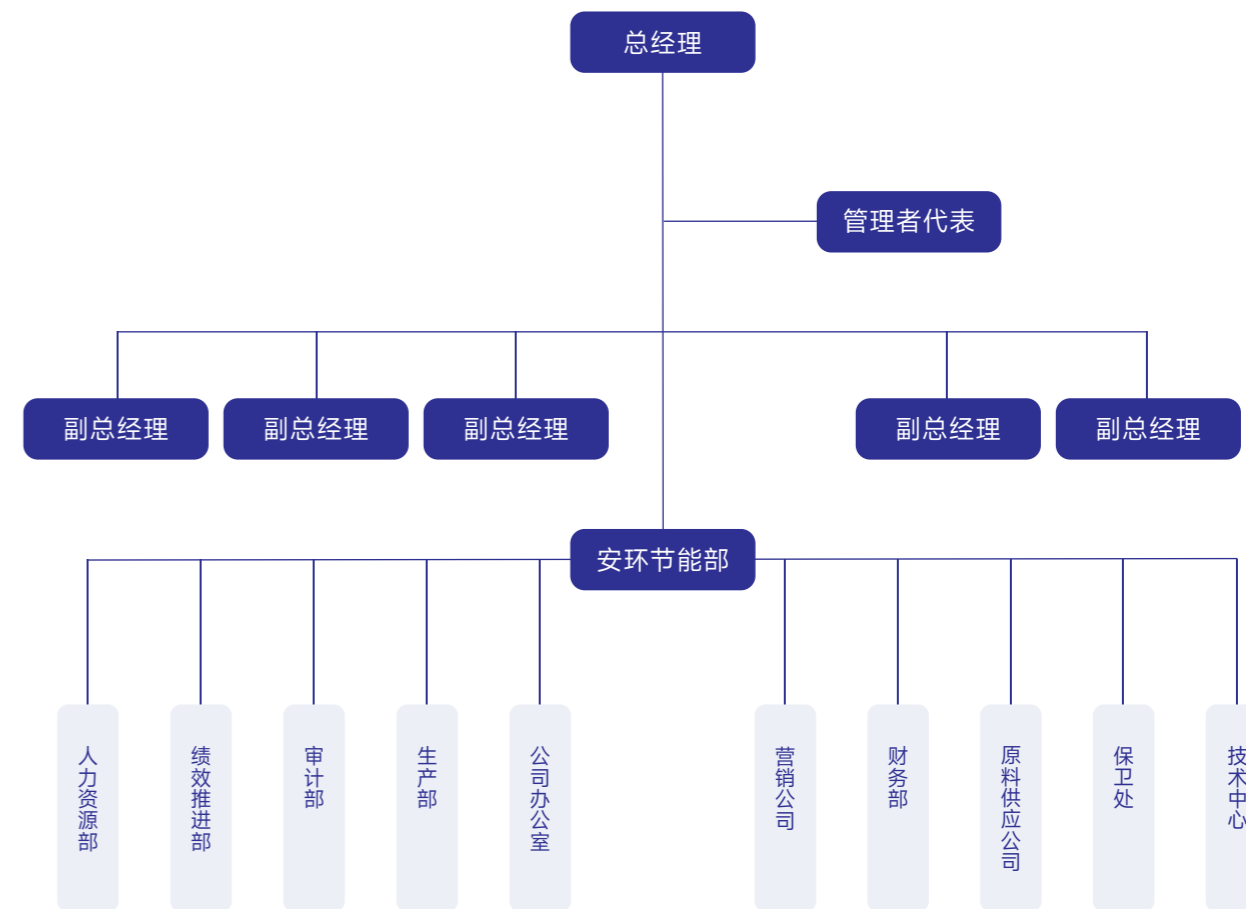 总经理
管理者代表
副总经理
副总经理
副总经理
副总经理
副总经理
安环节能部
人力资源部
绩效推进部
审计部
生产部
公司办公室
营销公司
财务部
原料供应公司
保卫处
技术中心